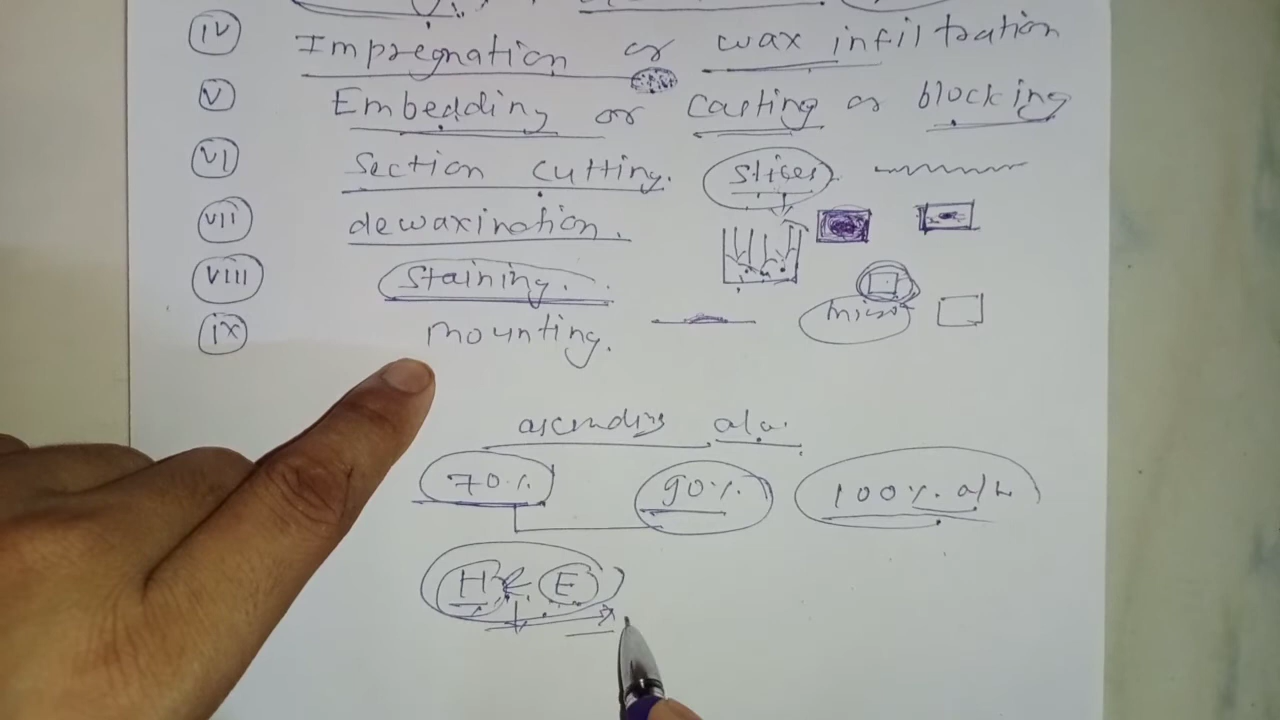 iv Impregnation or wax infiltration
v Embedding or casting or blocking
vi Section cutting. Slices.
vii dewaxination.
viii Staining.
micro
ix mounting.
ascending alc.
70% 90% 100% alc
H & E